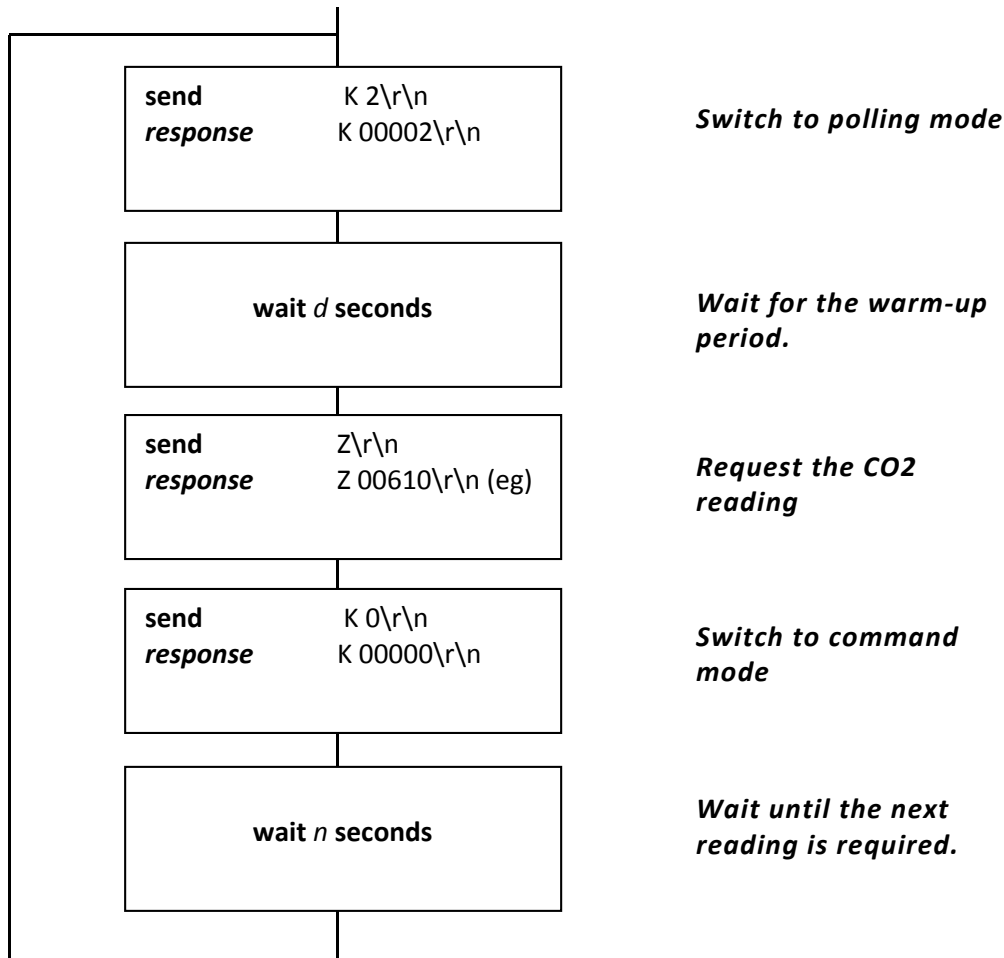 send K 2\r\n
response K 00002\r\n
Switch to polling mode
wait d seconds
Wait for the warm-up
period.
send Z\r\n
response Z 00610\r\n (eg)
Request the CO2
reading
send K 0\r\n
response K 00000\r\n
Switch to command
mode
wait n seconds
Wait until the next
reading is required.